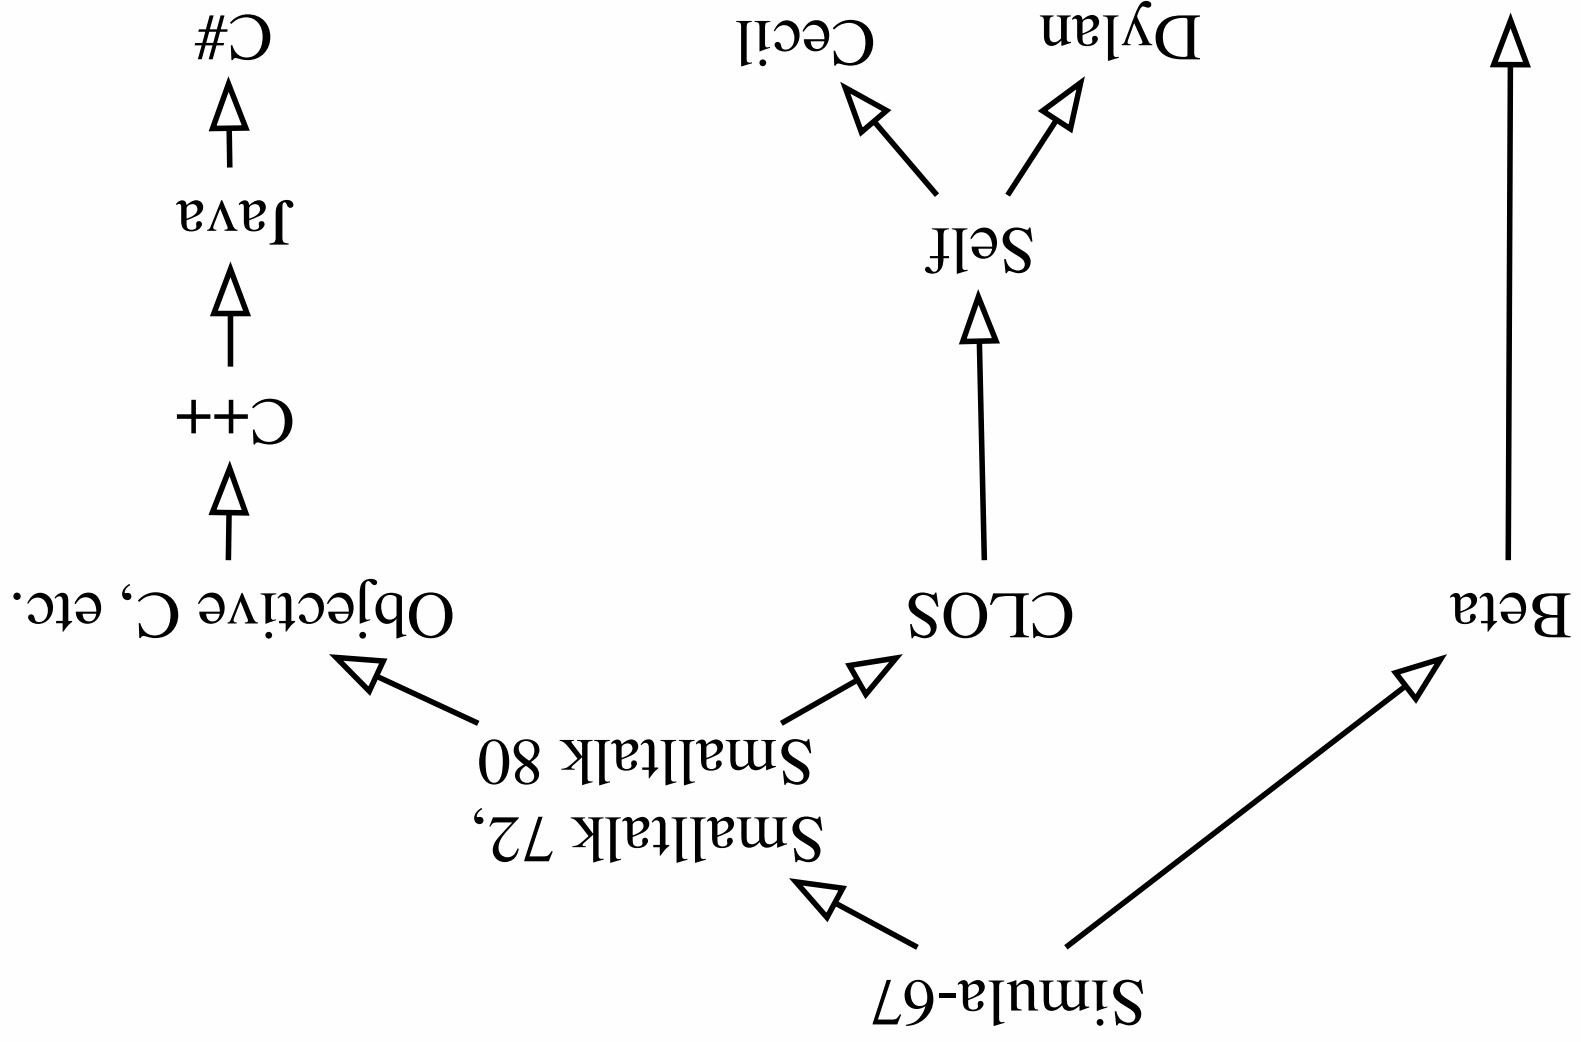 Simula-67
Smalltalk 72,
Smalltalk 80
Beta
CLOS
Objective C, etc.
C++
Self
Java
Dylan
Cecil
C#